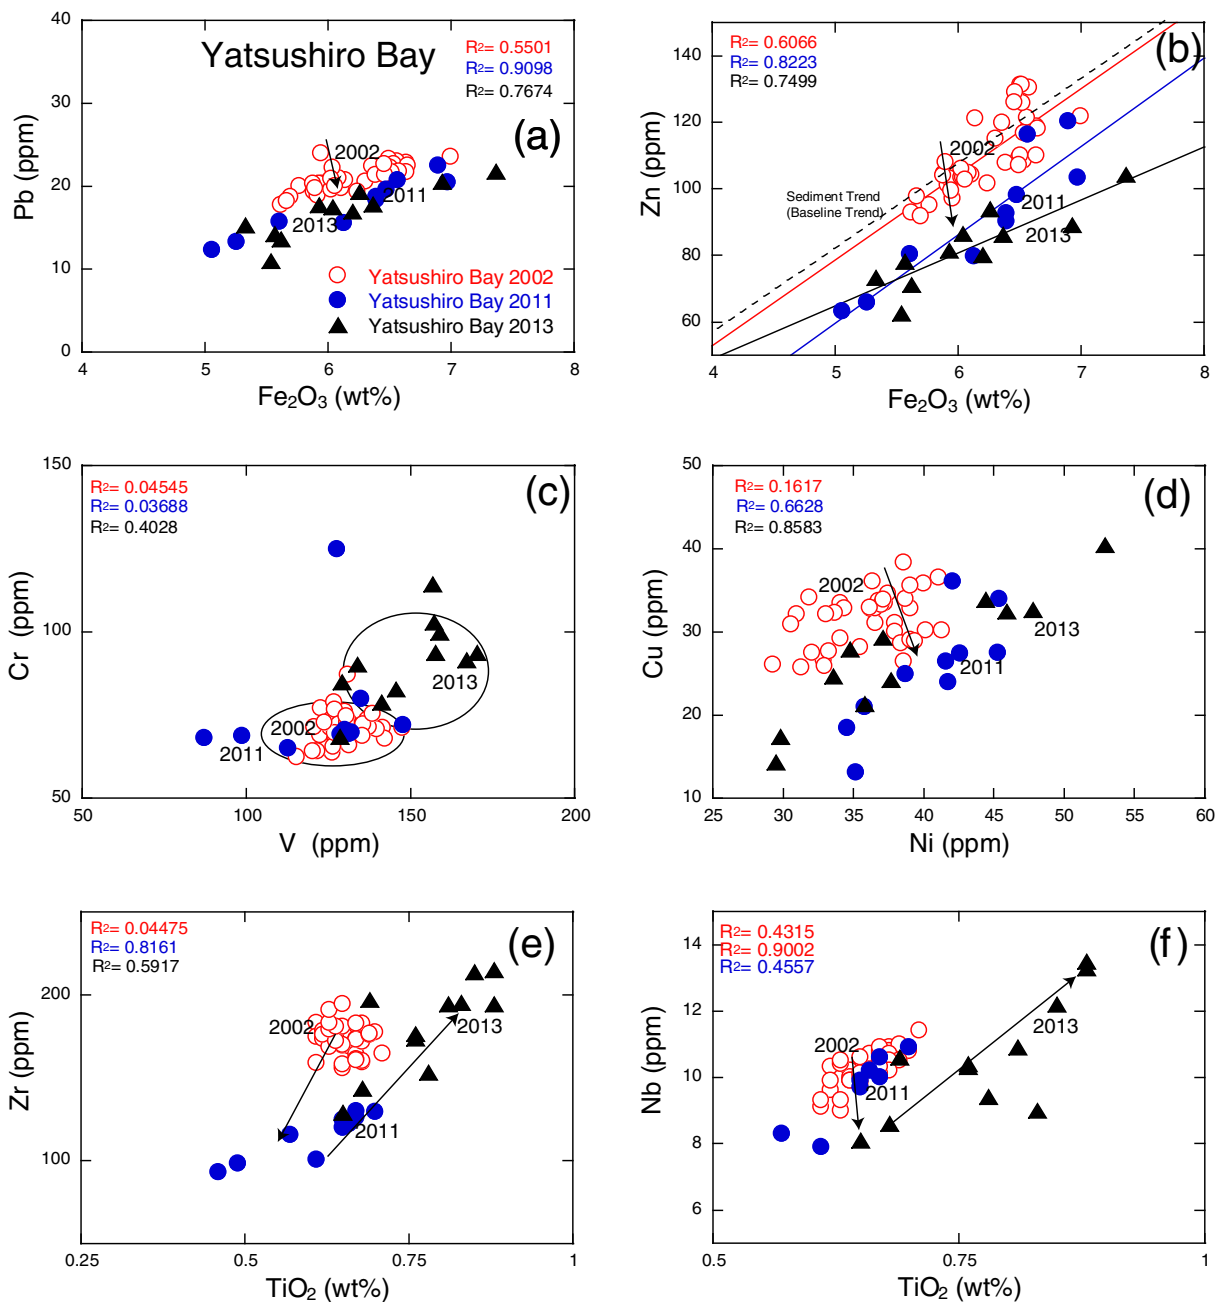 Yatsushiro Bay
R²= 0.5501
R²= 0.9098
R²= 0.7674
(a)
40
30
20
10
0
Pb (ppm)
2002
2011
2013
Yatsushiro Bay 2002
Yatsushiro Bay 2011
Yatsushiro Bay 2013
4 5 6 7 8
Fe₂O₃ (wt%)
R²= 0.6066
R²= 0.8223
R²= 0.7499
(b)
140
120
100
80
60
Zn (ppm)
2002
Sediment Trend
(Baseline Trend)
2011
2013
4 5 6 7 8
Fe₂O₃ (wt%)
R²= 0.04545
R²= 0.03688
R²= 0.4028
(c)
150
100
50
Cr (ppm)
2013
2002
2011
50 100 150 200
V (ppm)
R²= 0.1617
R²= 0.6628
R²= 0.8583
(d)
50
40
30
20
10
Cu (ppm)
2002
2013
2011
25 30 35 40 45 50 55 60
Ni (ppm)
R²= 0.04475
R²= 0.8161
R²= 0.5917
(e)
200
100
Zr (ppm)
2002
2013
2011
0.25 0.5 0.75 1
TiO₂ (wt%)
R²= 0.4315
R²= 0.9002
R²= 0.4557
(f)
14
12
10
8
6
Nb (ppm)
2002
2013
2011
0.5 0.75 1
TiO₂ (wt%)